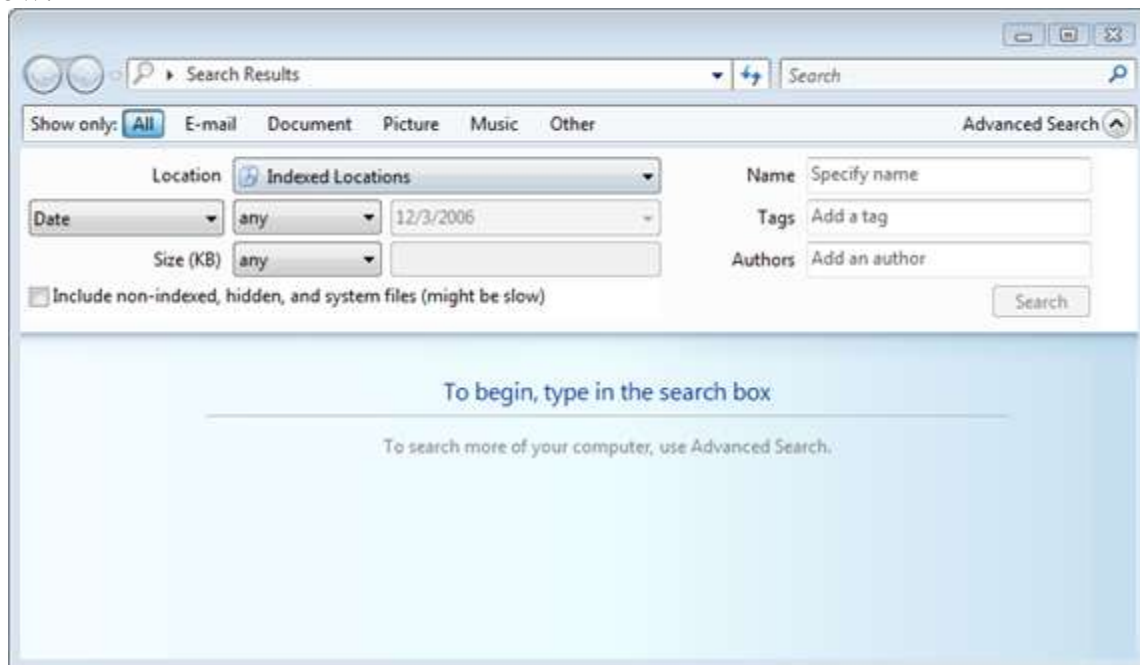 Search Results
Search
Show only: All E-mail Document Picture Music Other Advanced Search
Location Indexed Locations Name Specify name
Date any 12/3/2006 Tags Add a tag
Size (KB) any Authors Add an author
Include non-indexed, hidden, and system files (might be slow) Search
To begin, type in the search box
To search more of your computer, use Advanced Search.